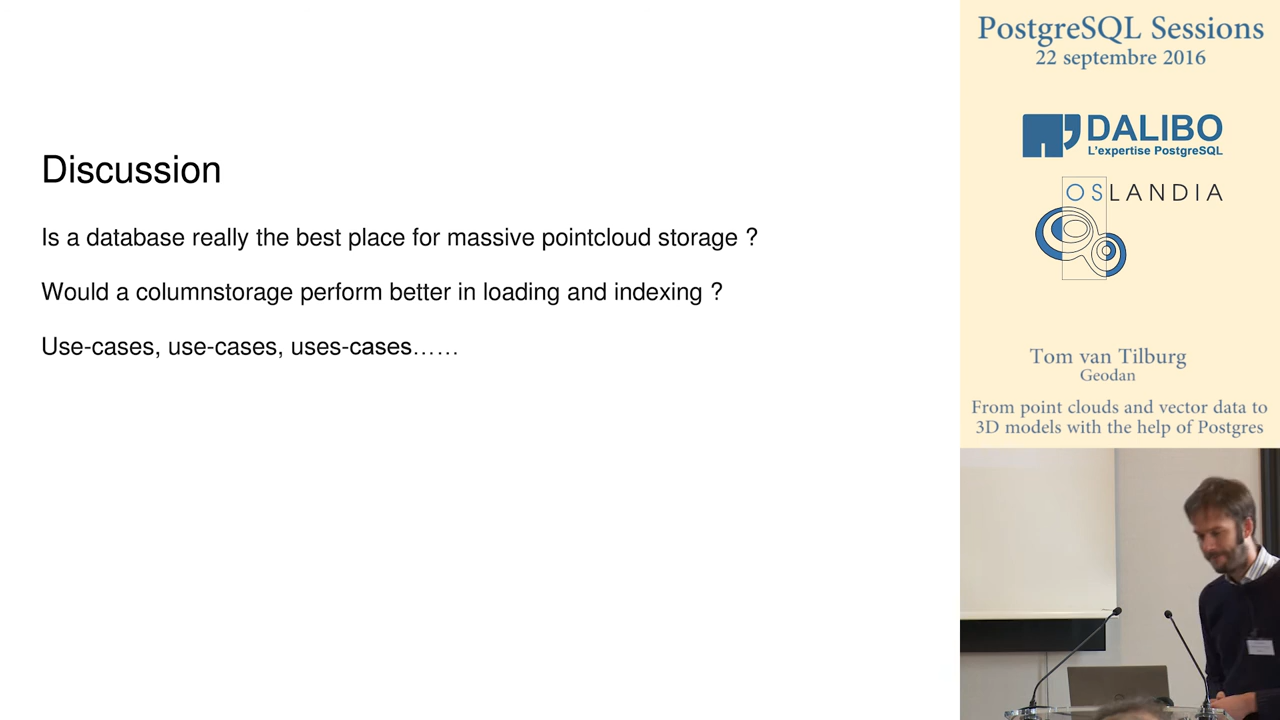 Discussion
Is a database really the best place for massive pointcloud storage ?
Would a columnstorage perform better in loading and indexing ?
Use-cases, use-cases, uses-cases……
PostgreSQL Sessions
22 septembre 2016
DALIBO
L'expertise PostgreSQL
OSLANDIA
Tom van Tilburg
Geodan
From point clouds and vector data to
3D models with the help of Postgres